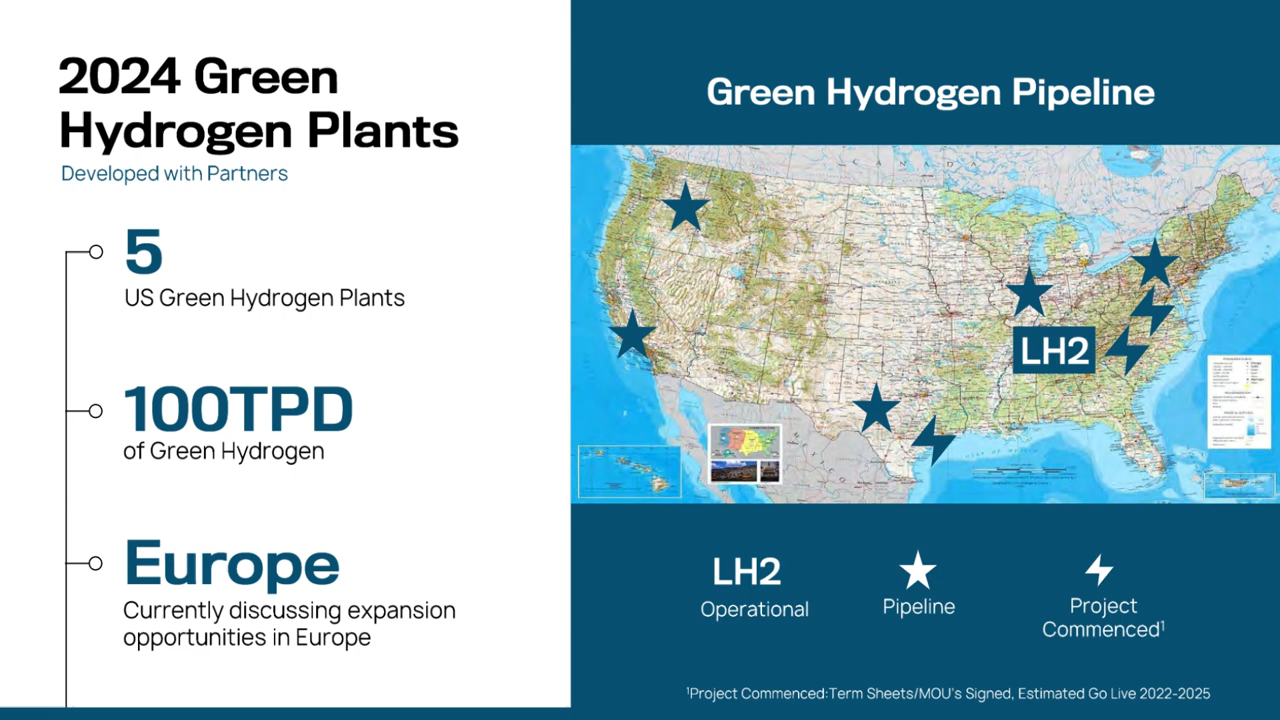 2024 Green
Hydrogen Plants
Developed with Partners
5
US Green Hydrogen Plants
100TPD
of Green Hydrogen
Europe
Currently discussing expansion
opportunities in Europe
Green Hydrogen Pipeline
CANADA
LH2
LH2
Operational
Pipeline
Project
Commenced¹
¹Project Commenced:Term Sheets/MOU's Signed, Estimated Go Live 2022-2025